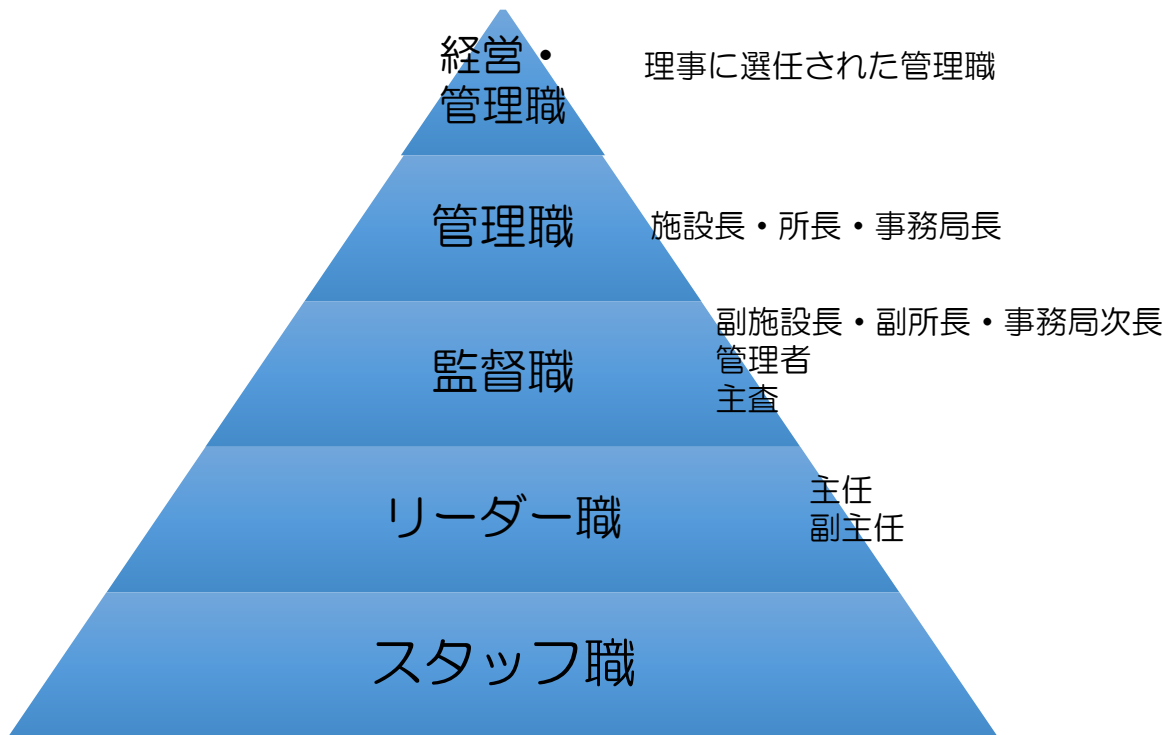 経営・
管理職
理事に選任された管理職
管理職
施設長・所長・事務局長
監督職
副施設長・副所長・事務局次長
管理者
主査
リーダー職
主任
副主任
スタッフ職